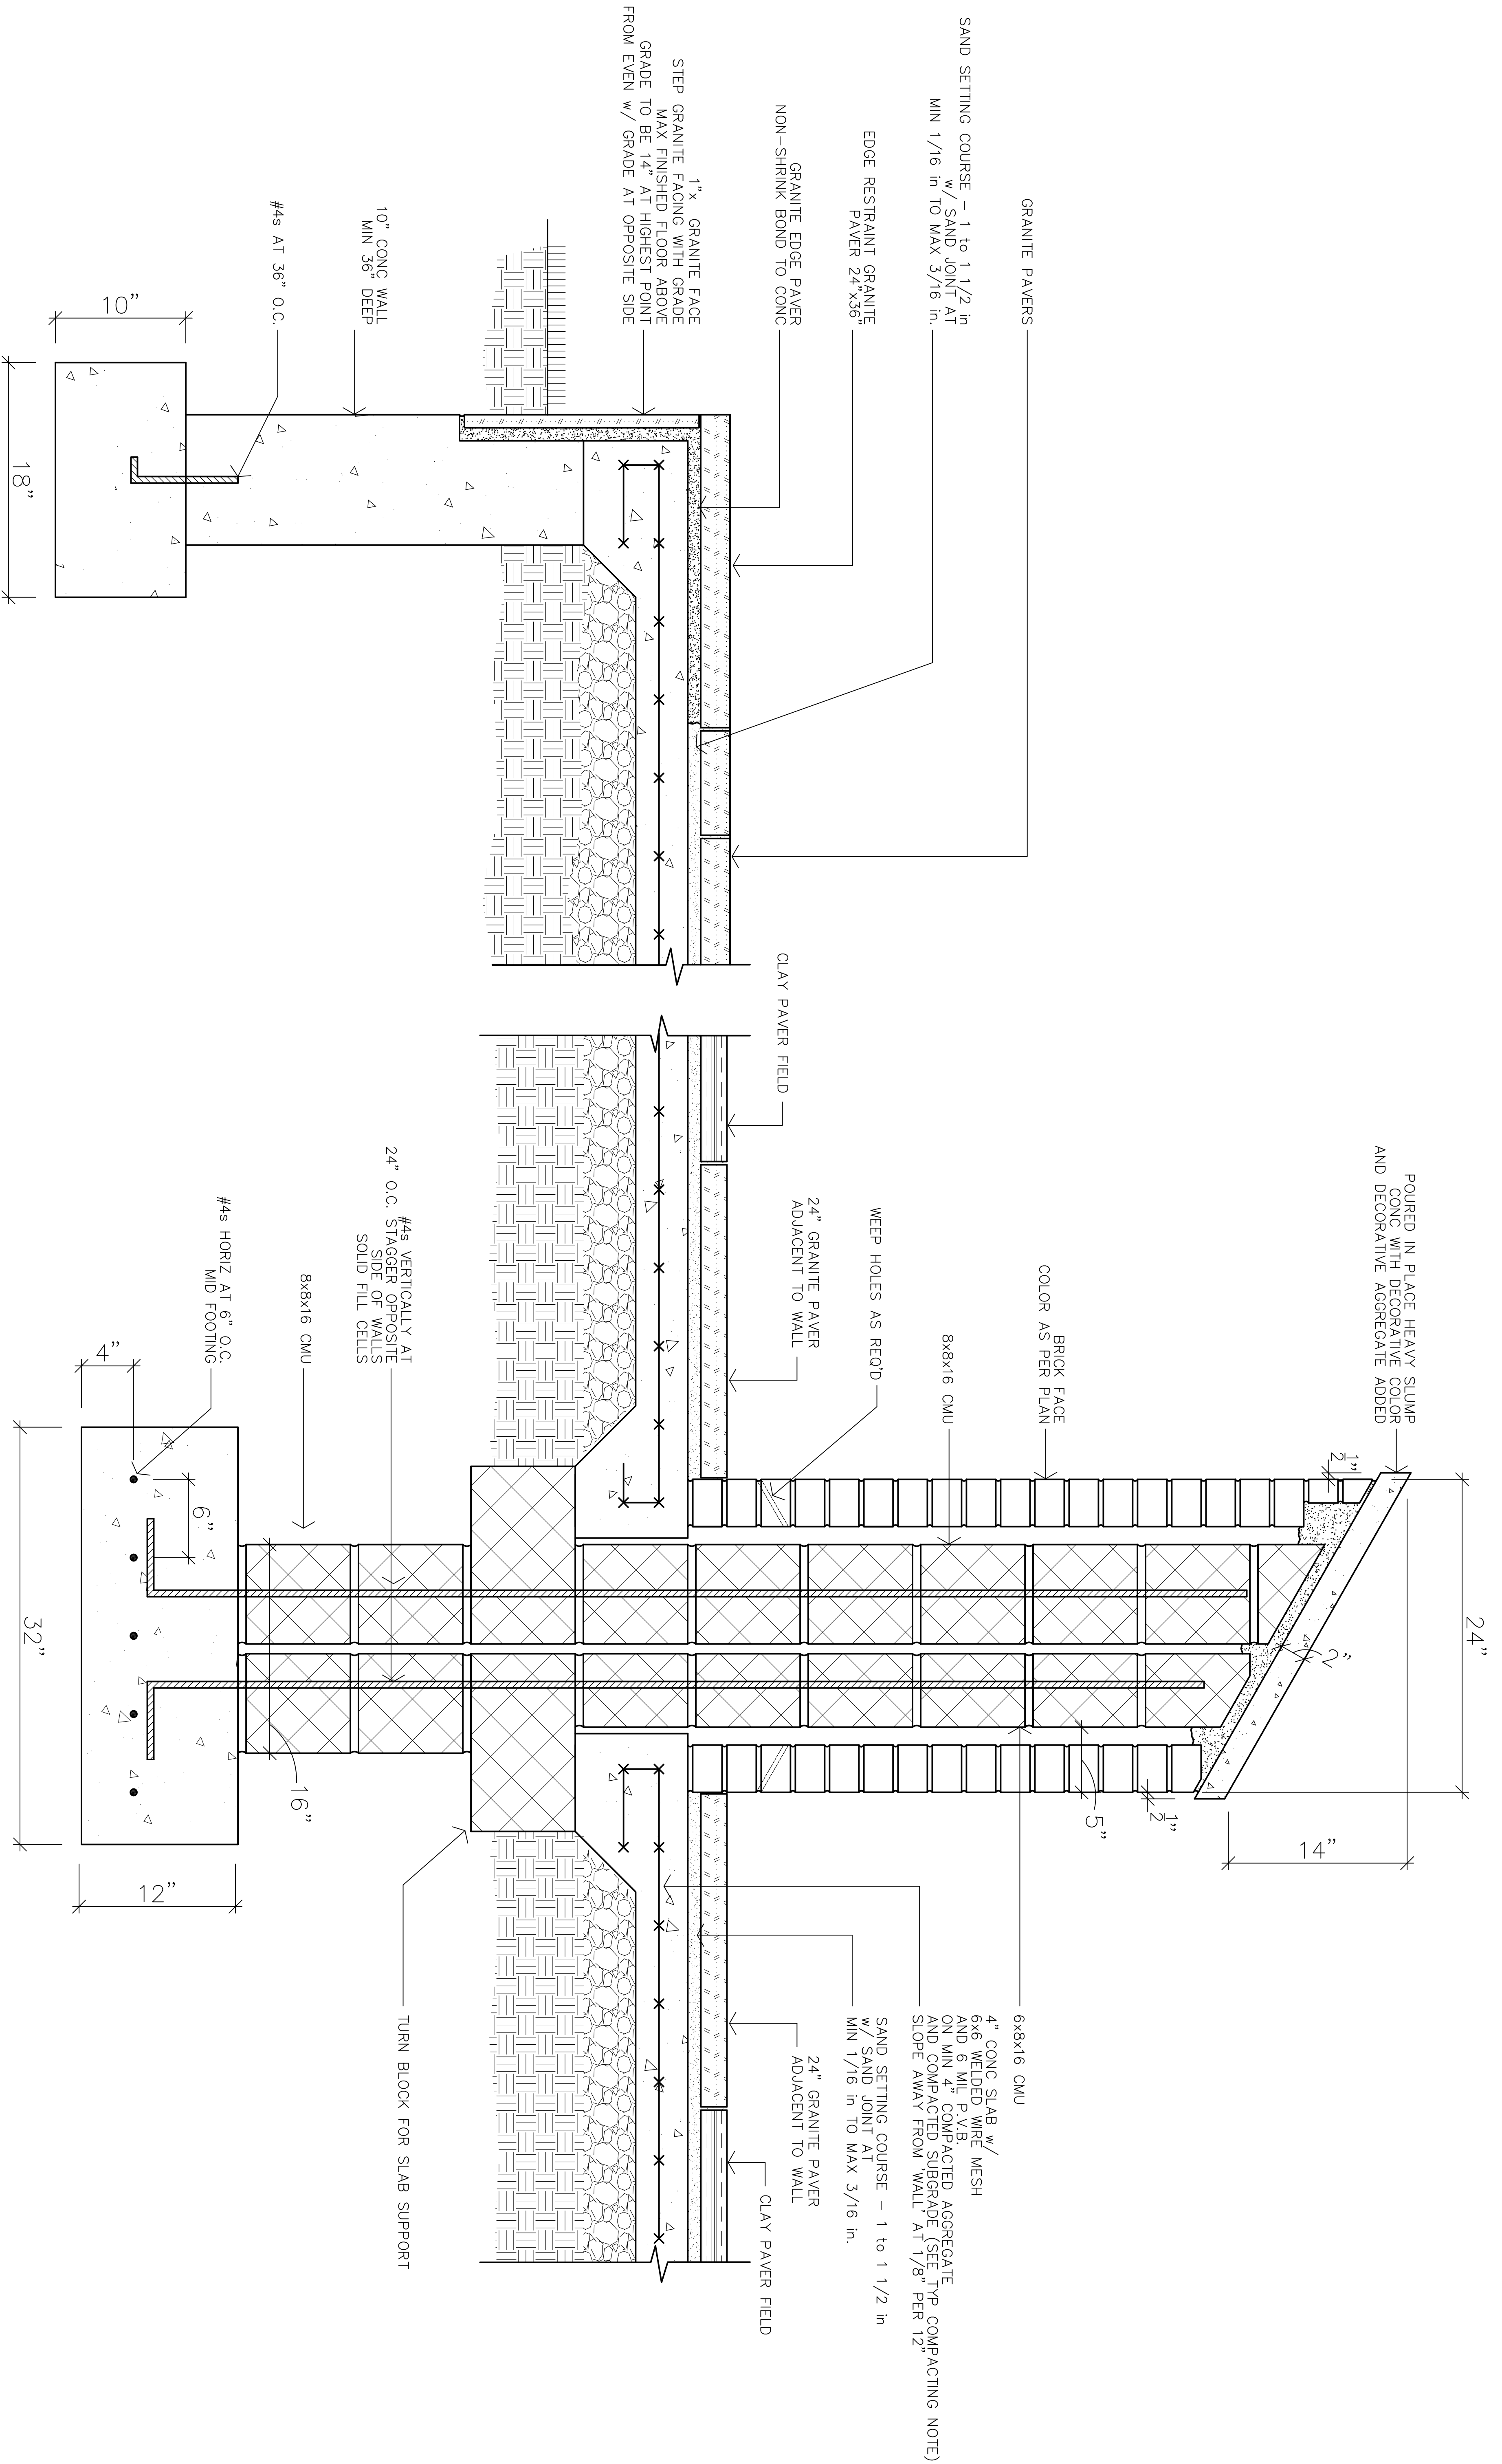 POURED IN PLACE HEAVY SLUMP
CONC WITH DECORATIVE COLOR
AND DECORATIVE AGGREGATE ADDED
24"
1/2"
2"
14"
BRICK FACE
COLOR AS PER PLAN
8x8x16 CMU
WEEP HOLES AS REQ'D
24" GRANITE PAVER
ADJACENT TO WALL
CLAY PAVER FIELD
1/2"
5"
GRANITE PAVERS
SAND SETTING COURSE - 1 to 1 1/2 in
w/ SAND JOINT AT
MIN 1/16 in TO MAX 3/16 in.
EDGE RESTRAINT GRANITE
PAVER 24"x36"
GRANITE EDGE PAVER
NON-SHRINK BOND TO CONC
1"x GRANITE FACE
STEP GRANITE FACING WITH GRADE
MAX FINISHED FLOOR ABOVE
GRADE TO BE 14" AT HIGHEST POINT
FROM EVEN w/ GRADE AT OPPOSITE SIDE
10" CONC WALL
MIN 36" DEEP
#4s AT 36" O.C.
10"
18"
6x8x16 CMU
4" CONC SLAB w/
6x6 WELDED WIRE MESH
AND 6 MIL P.V.B.
ON MIN 4" COMPACTED AGGREGATE
AND COMPACTED SUBGRADE (SEE TYP COMPACTING NOTE)
SLOPE AWAY FROM 'WALL' AT 1/8" PER 12"
SAND SETTING COURSE - 1 to 1 1/2 in
w/ SAND JOINT AT
MIN 1/16 in TO MAX 3/16 in.
24" GRANITE PAVER
ADJACENT TO WALL
CLAY PAVER FIELD
TURN BLOCK FOR SLAB SUPPORT
#4s VERTICALLY AT
24" O.C. STAGGER OPPOSITE
SIDE OF WALLS
SOLID FILL CELLS
8x8x16 CMU
#4s HORIZ AT 6" O.C.
MID FOOTING
4"
6"
16"
12"
32"